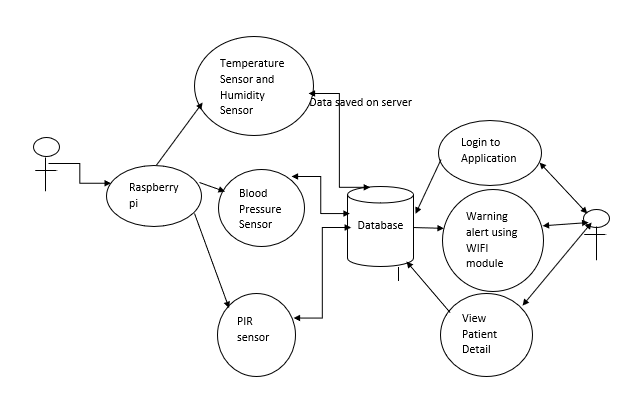 Temperature
Sensor and
Humidity
Sensor
Data saved on server
Login to
Application
Raspberry
pi
Blood
Pressure
Sensor
Database
Warning
alert using
WIFI
module
PIR
sensor
View
Patient
Detail